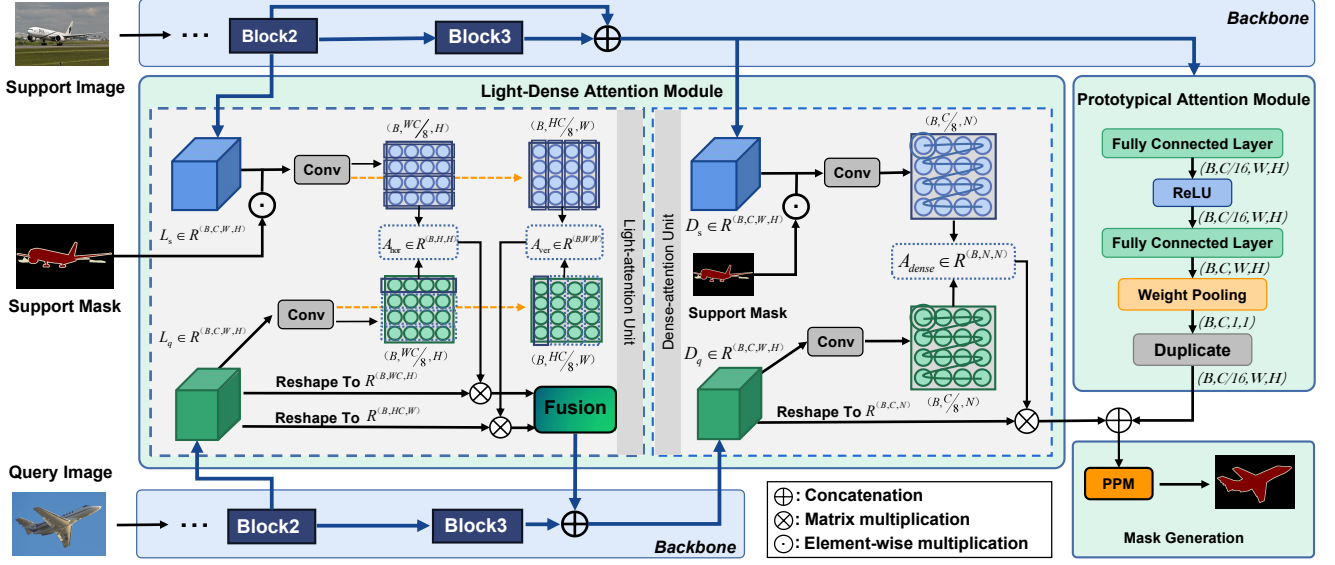 Backbone
Block2
Block3
Support Image
Light-Dense Attention Module
Prototypical Attention Module
(B, WC/8, H)
(B, HC/8, W)
(B, C/8, N)
Fully Connected Layer
(B,C/16,W,H)
ReLU
(B,C/16,W,H)
Fully Connected Layer
(B,C,W,H)
Weight Pooling
(B,C,1,1)
Duplicate
(B,C/16,W,H)
Conv
Conv
L_s ∈ R^(B,C,W,H)
D_s ∈ R^(B,C,W,H)
A_hor ∈ R^(B,H,H)
A_ver ∈ R^(B,W,W)
Light-attention Unit
Dense-attention Unit
A_dense ∈ R^(B,N,N)
Support Mask
Support Mask
Conv
Conv
L_q ∈ R^(B,C,W,H)
D_q ∈ R^(B,C,W,H)
(B, WC/8, H)
(B, HC/8, W)
(B, C/8, N)
Reshape To R^(B,WC,H)
Reshape To R^(B,HC,W)
Fusion
Reshape To R^(B,C,N)
Query Image
Block2
Block3
Backbone
⊕: Concatenation
⊗: Matrix multiplication
⊙: Element-wise multiplication
PPM
Mask Generation